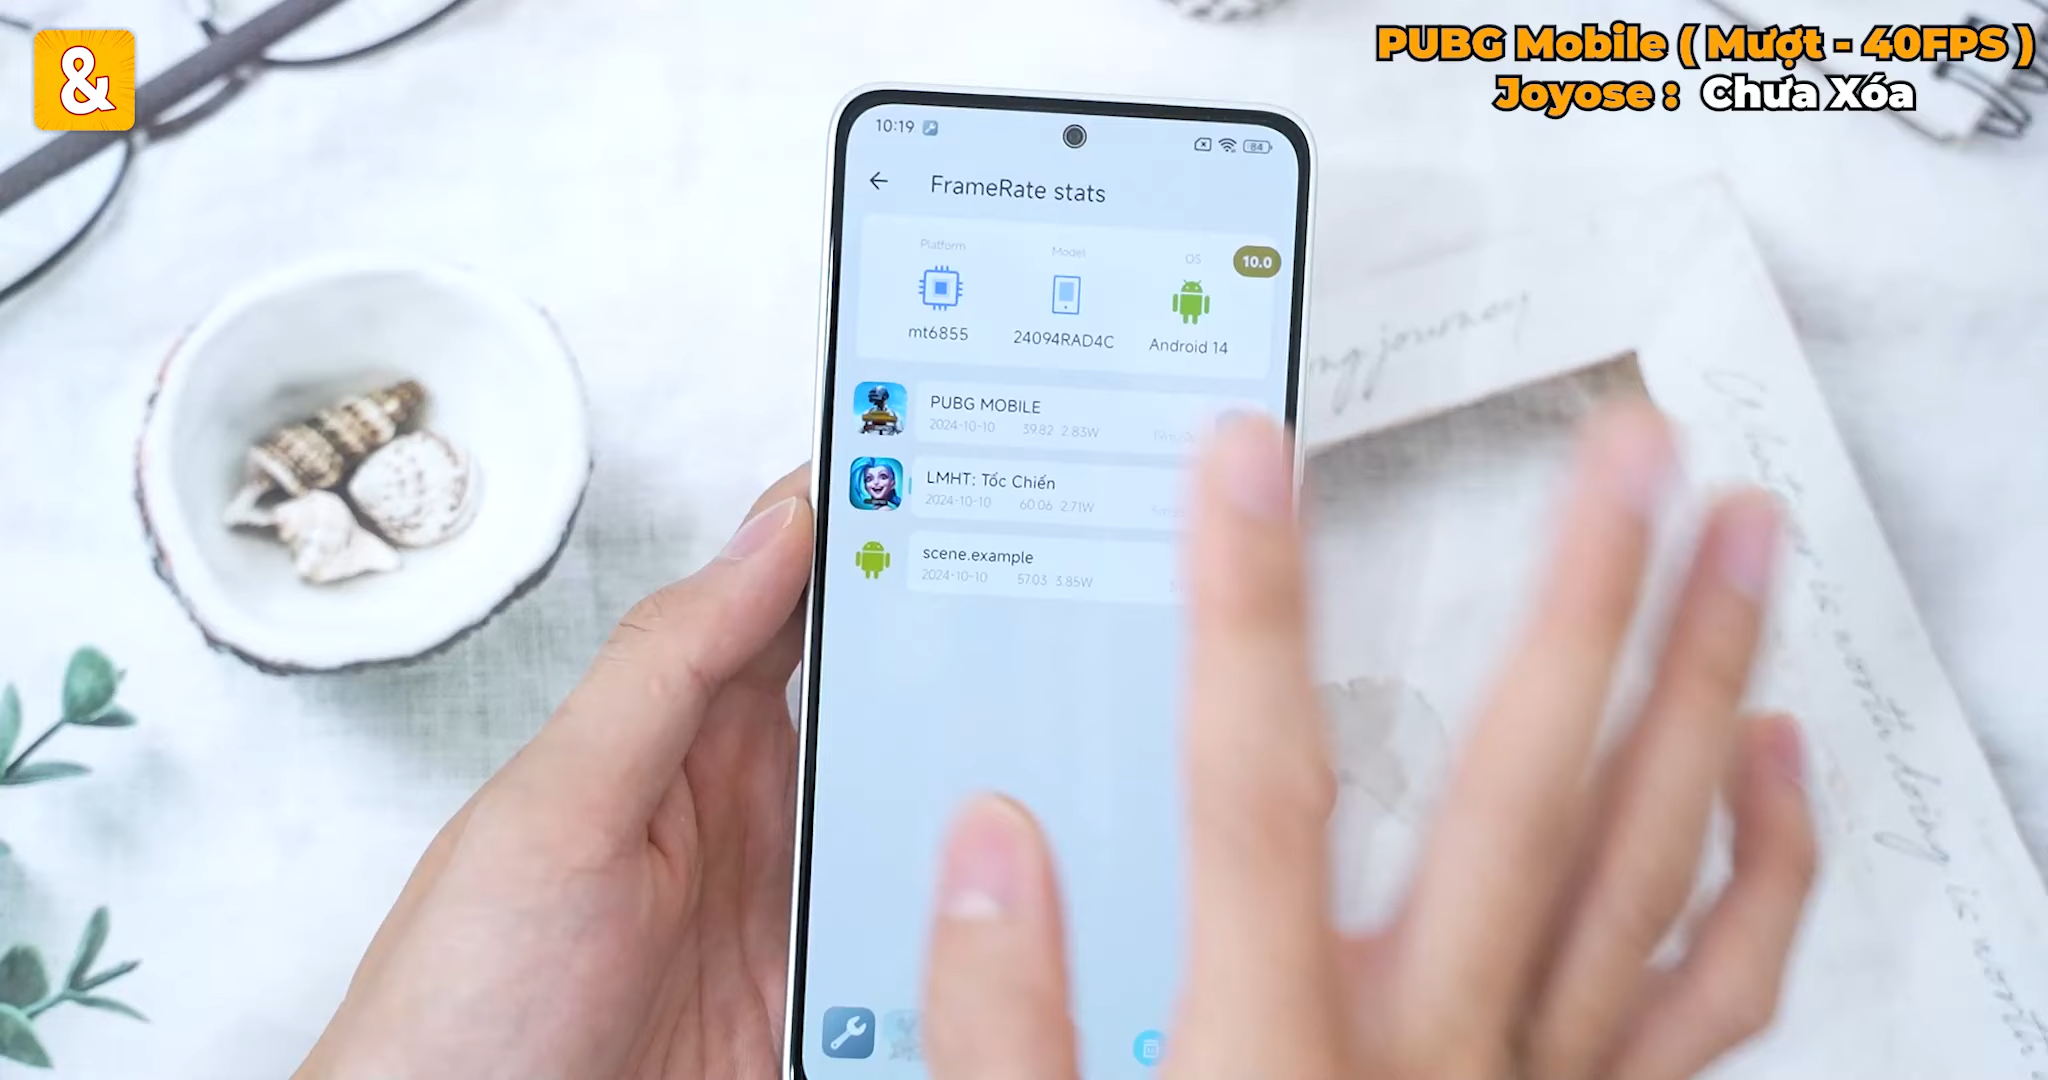 &
PUBG Mobile ( Mượt - 40FPS )
Joyose : Chưa Xóa
10:19
84
FrameRate stats
Platform
Model
OS
10.0
mt6855
24094RAD4C
Android 14
PUBG MOBILE
2024-10-10 39.82 2.83W
LMHT: Tốc Chiến
2024-10-10 60.06 2.71W
scene.example
2024-10-10 57.03 3.85W
journey